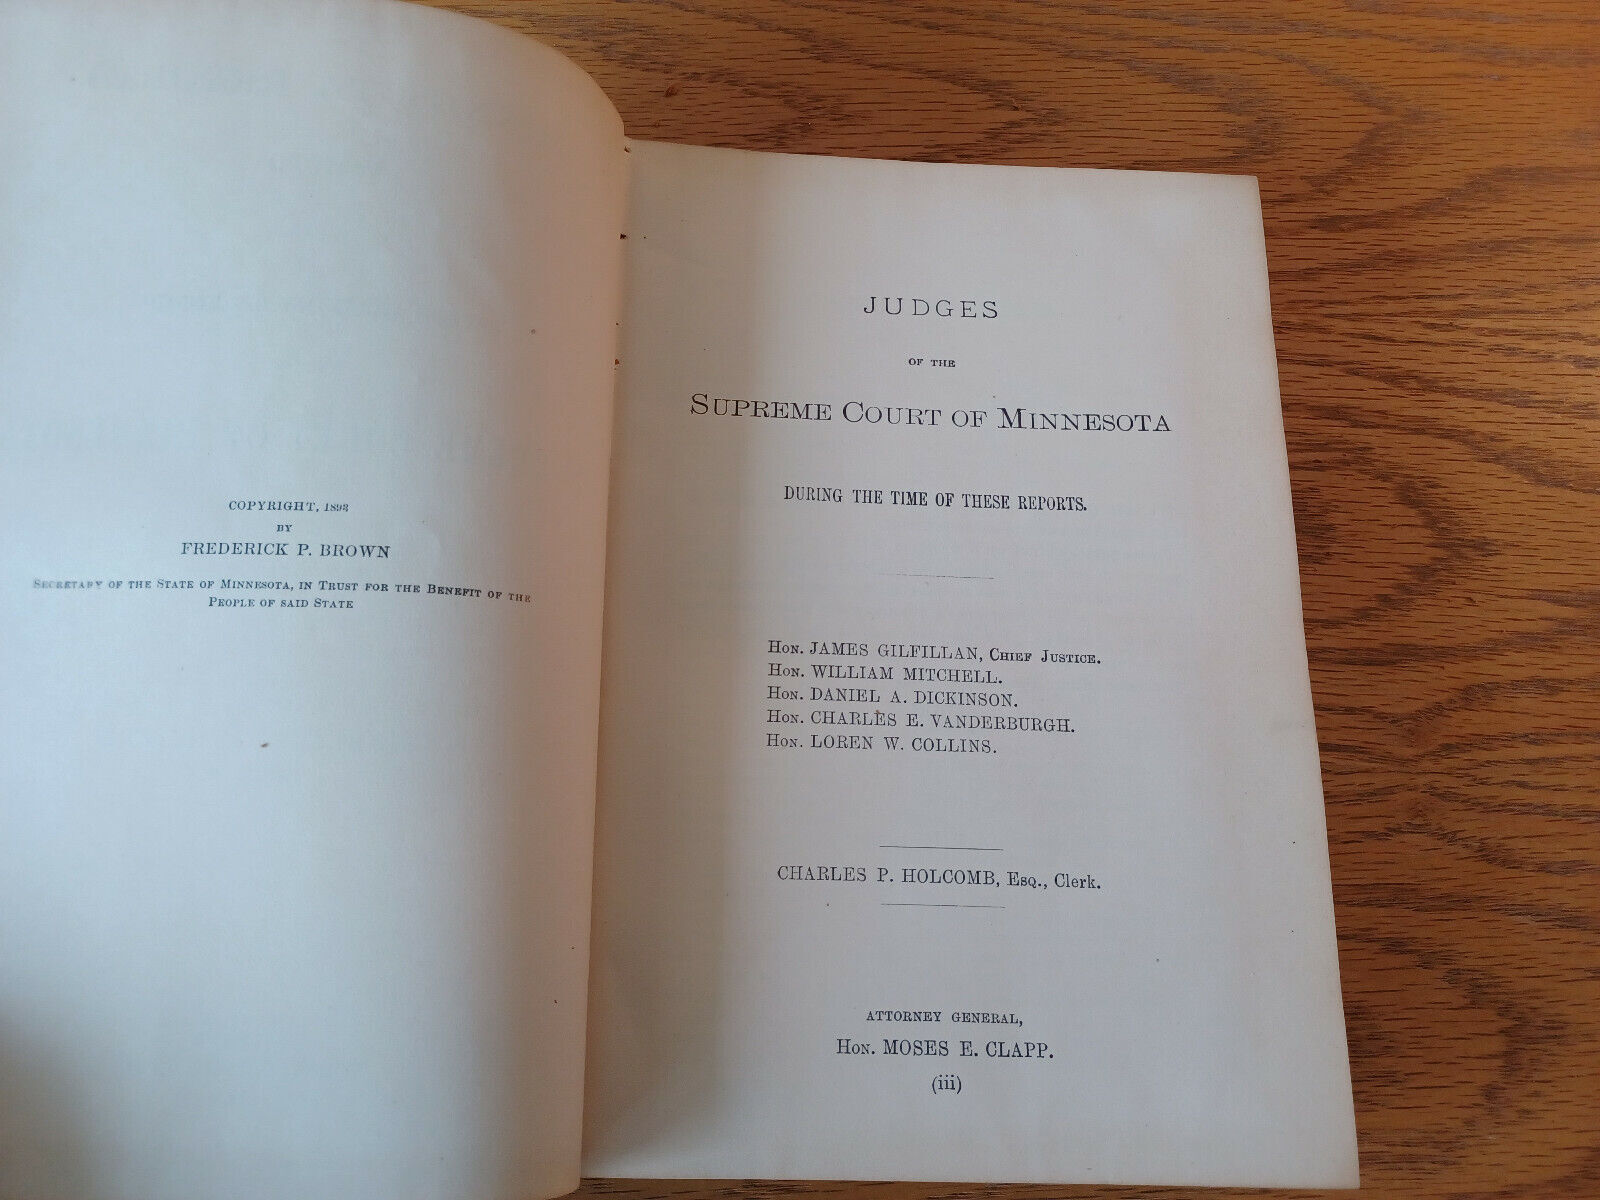 COPYRIGHT, 1893
BY
FREDERICK P. BROWN
SECRETARY OF THE STATE OF MINNESOTA, IN TRUST FOR THE BENEFIT OF THE
PEOPLE OF SAID STATE
JUDGES
OF THE
SUPREME COURT OF MINNESOTA
DURING THE TIME OF THESE REPORTS.
HON. JAMES GILFILLAN, CHIEF JUSTICE.
HON. WILLIAM MITCHELL.
HON. DANIEL A. DICKINSON.
HON. CHARLES E. VANDERBURGH.
HON. LOREN W. COLLINS.
CHARLES P. HOLCOMB, ESQ., Clerk.
ATTORNEY GENERAL,
HON. MOSES E. CLAPP.
(iii)